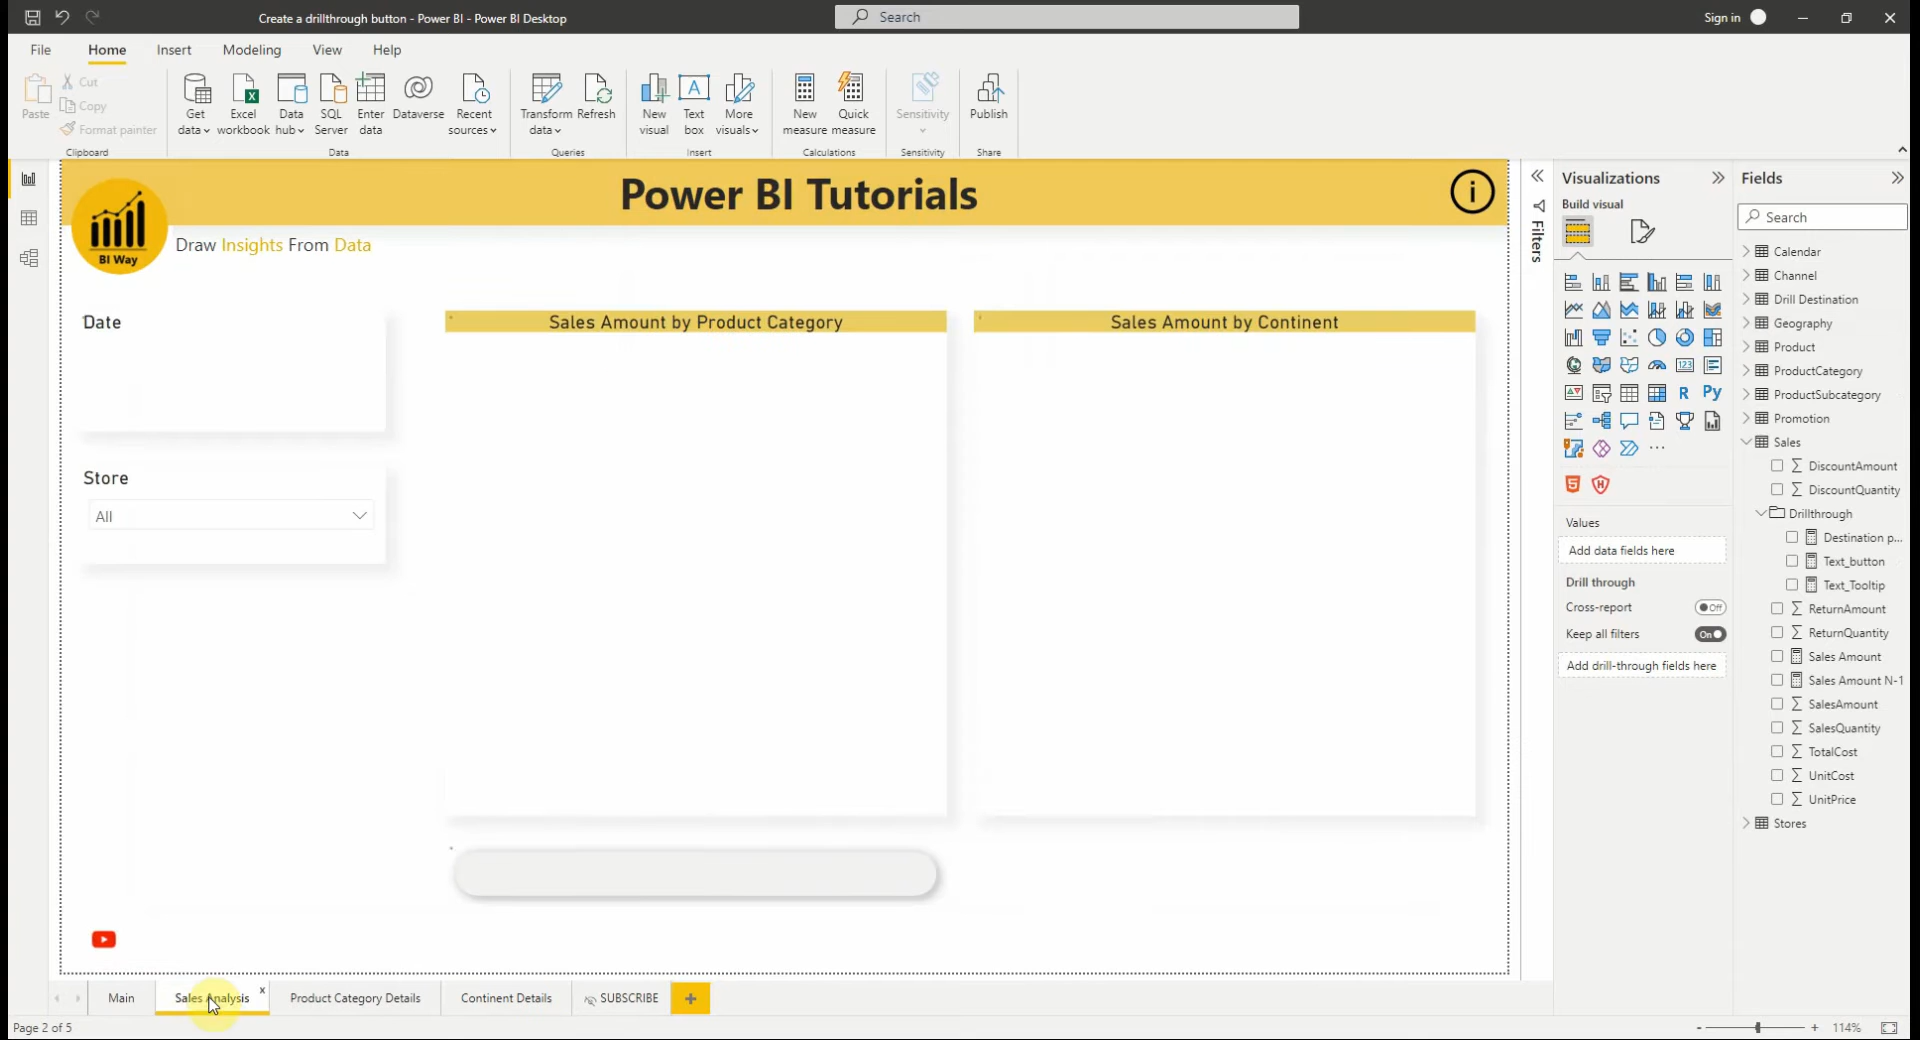 Create a drillthrough button - Power BI - Power BI Desktop
Search
Sign in
File
Home
Insert
Modeling
View
Help
Paste
Cut
Copy
Format painter
Clipboard
Get data
Excel workbook
Data hub
SQL Server
Enter data
Dataverse
Recent sources
Data
Transform data
Refresh
Queries
New visual
Text box
More visuals
Insert
New measure
Quick measure
Calculations
Sensitivity
Sensitivity
Publish
Share
Power BI Tutorials
i
BI Way
Draw Insights From Data
Date
Store
All
Sales Amount by Product Category
Sales Amount by Continent
Filters
Visualizations
Build visual
123
R
Py
Values
Add data fields here
Drill through
Cross-report
Off
Keep all filters
On
Add drill-through fields here
Fields
Search
Calendar
Channel
Drill Destination
Geography
Product
ProductCategory
ProductSubcategory
Promotion
Sales
DiscountAmount
DiscountQuantity
Drillthrough
Destination p...
Text_button
Text_Tooltip
ReturnAmount
ReturnQuantity
Sales Amount
Sales Amount N-1
SalesAmount
SalesQuantity
TotalCost
UnitCost
UnitPrice
Stores
Main
Sales Analysis
Product Category Details
Continent Details
SUBSCRIBE
Page 2 of 5
114%